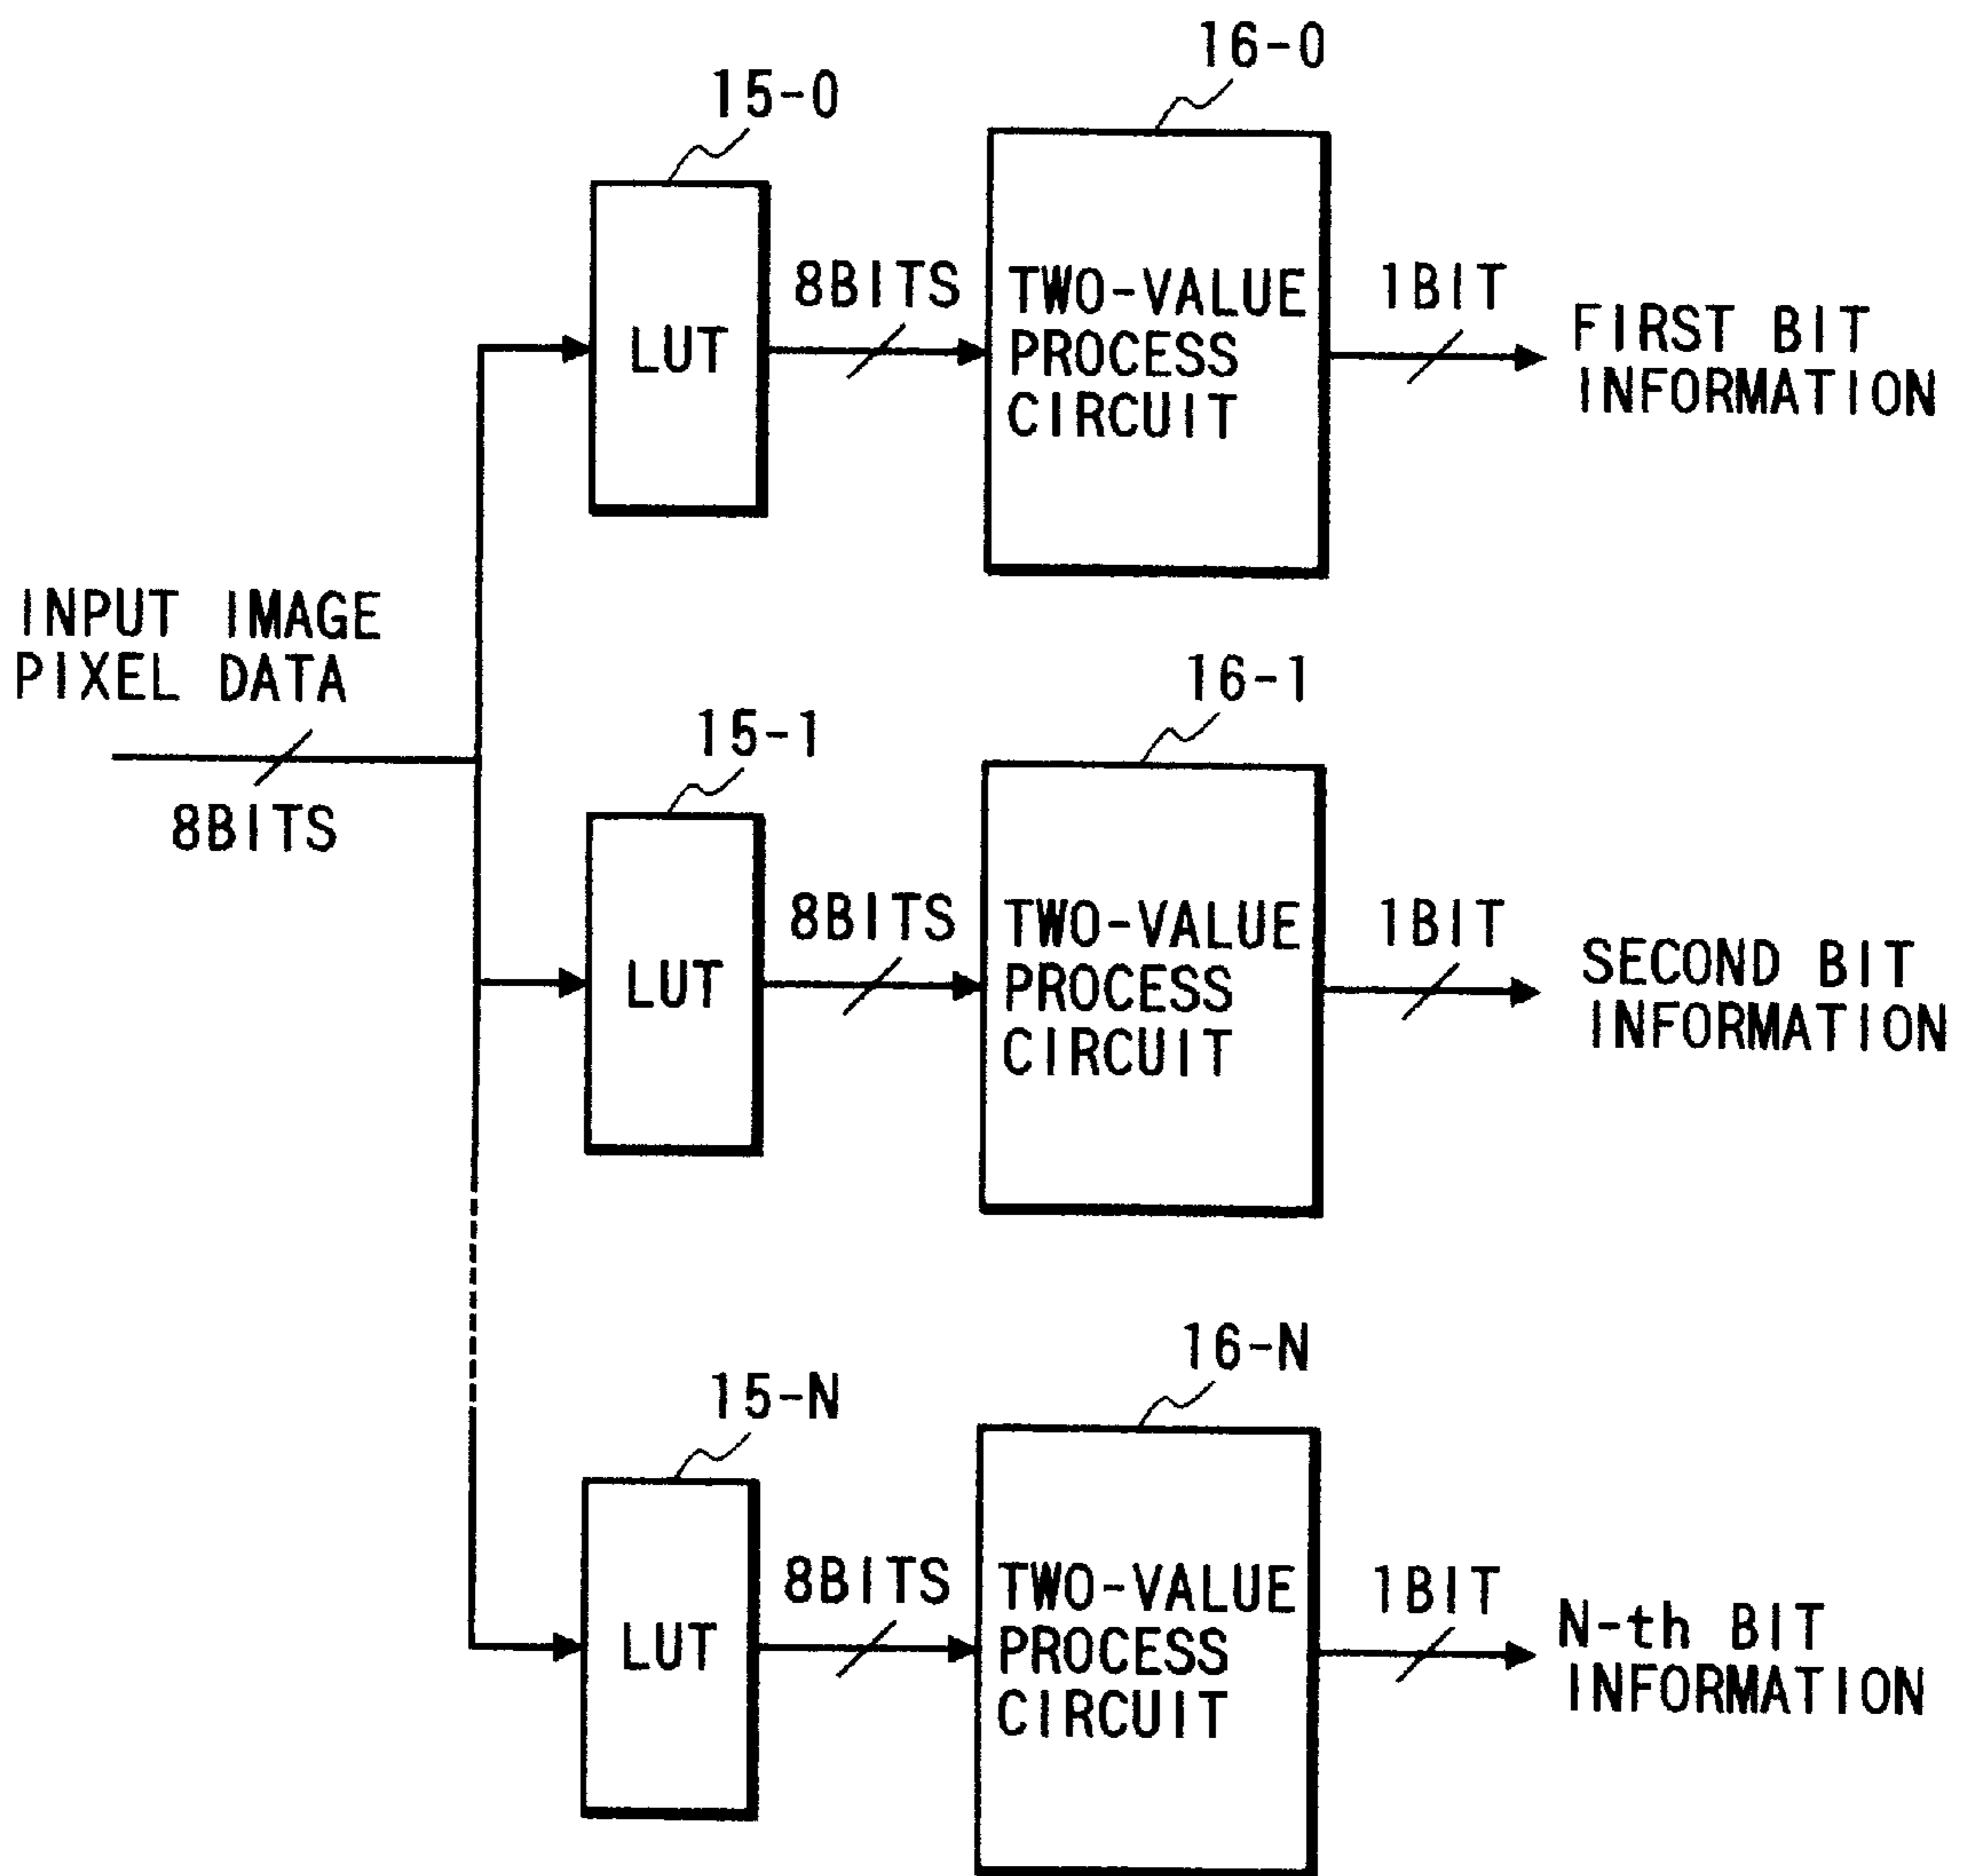 16-0
15-0
8BITS
TWO-VALUE
PROCESS
CIRCUIT
1BIT
FIRST BIT
INFORMATION
LUT
INPUT IMAGE
PIXEL DATA
8BITS
16-1
15-1
8BITS
TWO-VALUE
PROCESS
CIRCUIT
1BIT
SECOND BIT
INFORMATION
LUT
16-N
15-N
8BITS
TWO-VALUE
PROCESS
CIRCUIT
1BIT
N-th BIT
INFORMATION
LUT